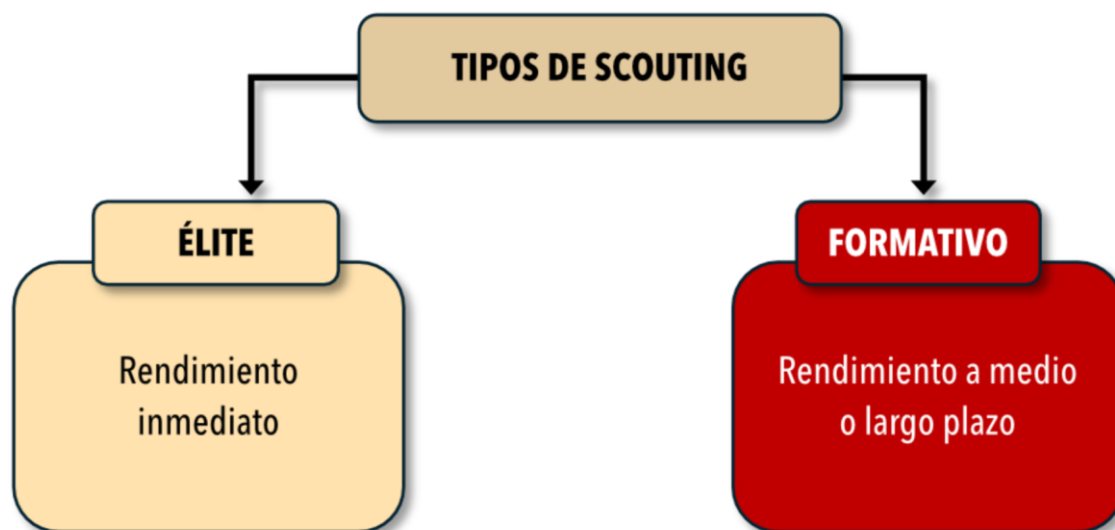 TIPOS DE SCOUTING
ÉLITE
Rendimiento
inmediato
FORMATIVO
Rendimiento a medio
o largo plazo